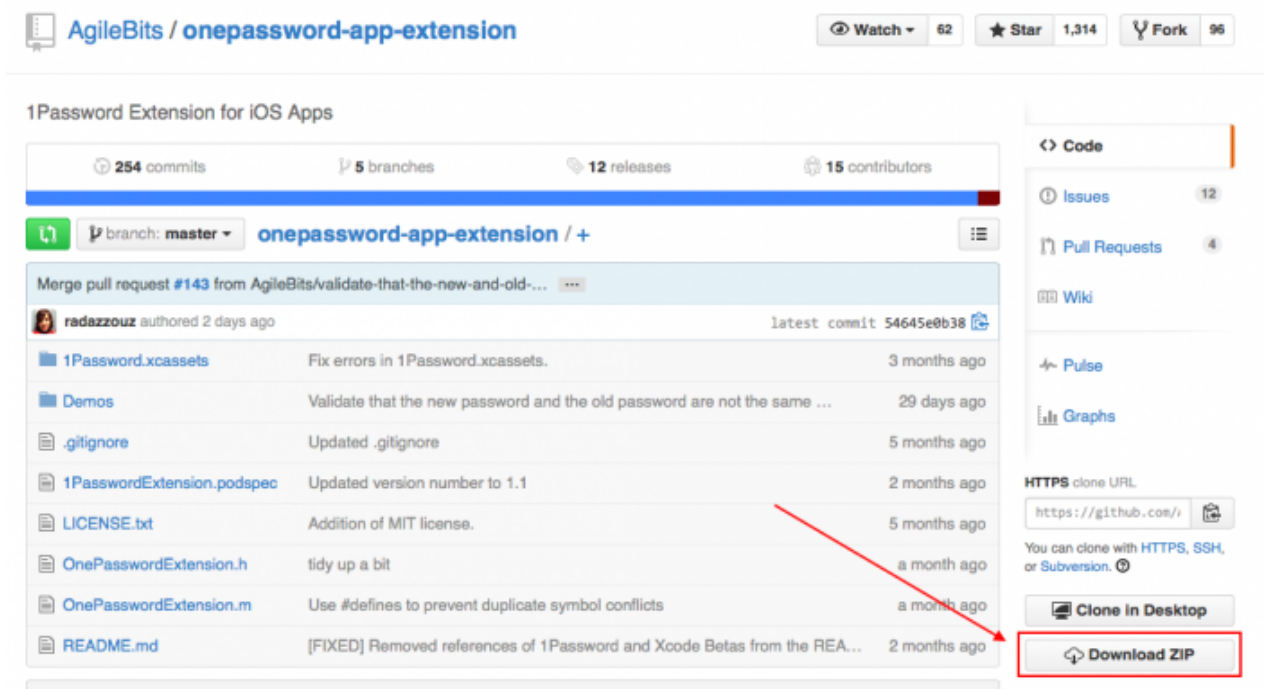 AgileBits / onepassword-app-extension
Watch 62 Star 1,314 Fork 96
1Password Extension for iOS Apps
254 commits 5 branches 12 releases 15 contributors
branch: master onepassword-app-extension / +
Merge pull request #143 from AgileBits/validate-that-the-new-and-old-... ...
radazzouz authored 2 days ago latest commit 54645e0b38
1Password.xcassets Fix errors in 1Password.xcassets. 3 months ago
Demos Validate that the new password and the old password are not the same ... 29 days ago
.gitignore Updated .gitignore 5 months ago
1PasswordExtension.podspec Updated version number to 1.1 2 months ago
LICENSE.txt Addition of MIT license. 5 months ago
OnePasswordExtension.h tidy up a bit a month ago
OnePasswordExtension.m Use #defines to prevent duplicate symbol conflicts a month ago
README.md [FIXED] Removed references of 1Password and Xcode Betas from the REA... 2 months ago
Code
Issues 12
Pull Requests 4
Wiki
Pulse
Graphs
HTTPS clone URL
https://github.com/
You can clone with HTTPS, SSH,
or Subversion.
Clone in Desktop
Download ZIP